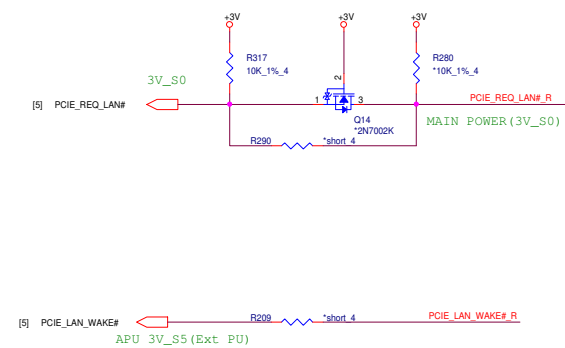 +3V
+3V
+3V
R317
10K_1%_4
R280
*10K_1%_4
3V_S0
2
[5] PCIE_REQ_LAN#
1
3
PCIE_REQ_LAN#_R
Q14
*2N7002K
MAIN POWER(3V_S0)
R290
*short_4
[5] PCIE_LAN_WAKE#
R209
*short_4
PCIE_LAN_WAKE#_R
APU 3V_S5(Ext PU)